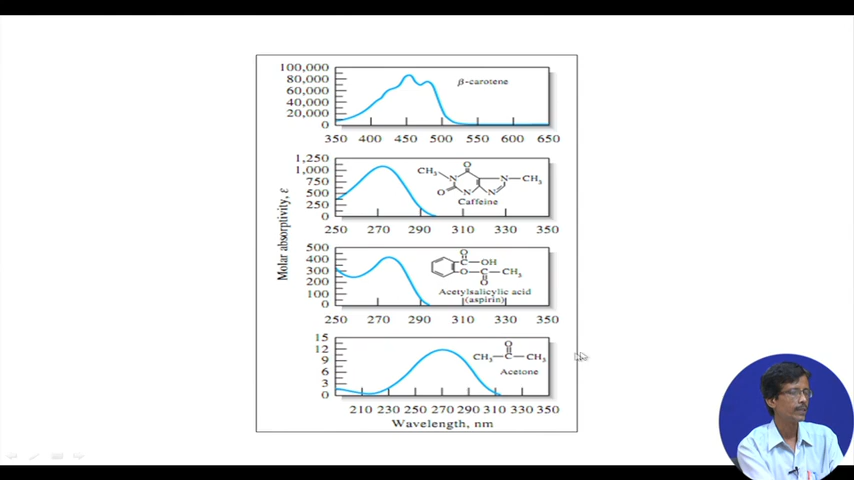 100,000
80,000
60,000
40,000
20,000
0
β-carotene
350 400 450 500 550 600 650
1,250
1,000
750
500
250
0
CH₃ N O N CH₃
O N N
Caffeine
250 270 290 310 330 350
Molar absorptivity, ε
500
400
300
200
100
0
O
C OH
O C CH₃
O
Acetylsalicylic acid
(aspirin)
250 270 290 310 330 350
15
12
9
6
3
0
O
CH₃ C CH₃
Acetone
210 230 250 270 290 310 330 350
Wavelength, nm